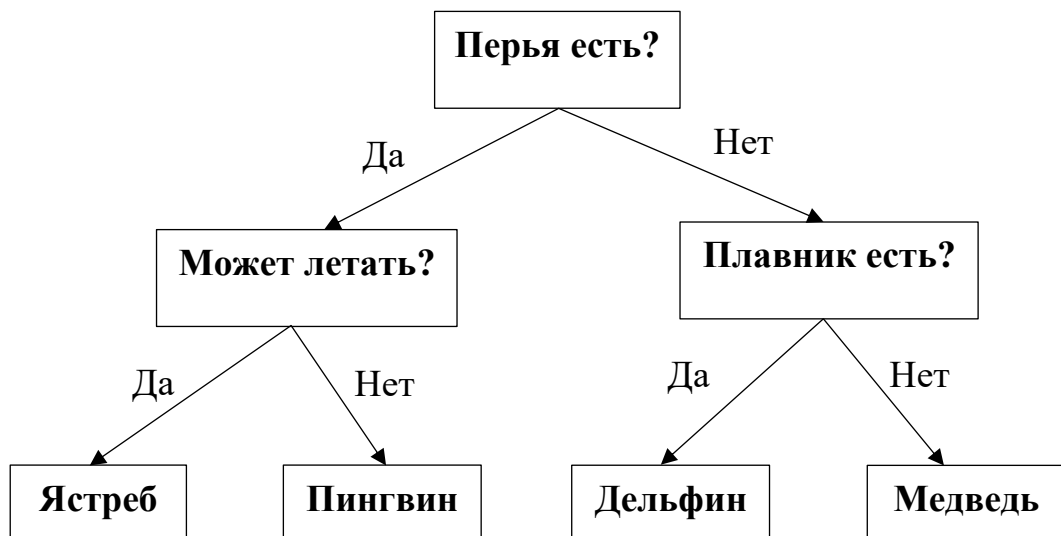 Перья есть?
Да
Нет
Может летать?
Плавник есть?
Да
Нет
Да
Нет
Ястреб
Пингвин
Дельфин
Медведь